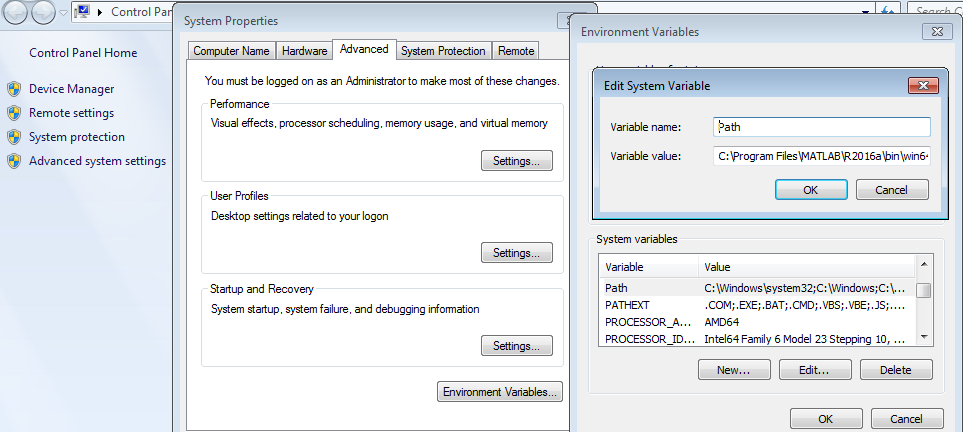 Control Pan
Search Co
Control Panel Home
Device Manager
Remote settings
System protection
Advanced system settings
System Properties
Computer Name Hardware Advanced System Protection Remote
You must be logged on as an Administrator to make most of these changes.
Performance
Visual effects, processor scheduling, memory usage, and virtual memory
Settings...
User Profiles
Desktop settings related to your logon
Settings...
Startup and Recovery
System startup, system failure, and debugging information
Settings...
Environment Variables...
Environment Variables
Edit System Variable
Variable name: Path
Variable value: C:\Program Files\MATLAB\R2016a\bin\win64
OK Cancel
System variables
Variable Value
Path C:\Windows\system32;C:\Windows;C:\...
PATHEXT .COM;.EXE;.BAT;.CMD;.VBS;.VBE;.JS;...
PROCESSOR_A... AMD64
PROCESSOR_ID... Intel64 Family 6 Model 23 Stepping 10, ...
New... Edit... Delete
OK Cancel